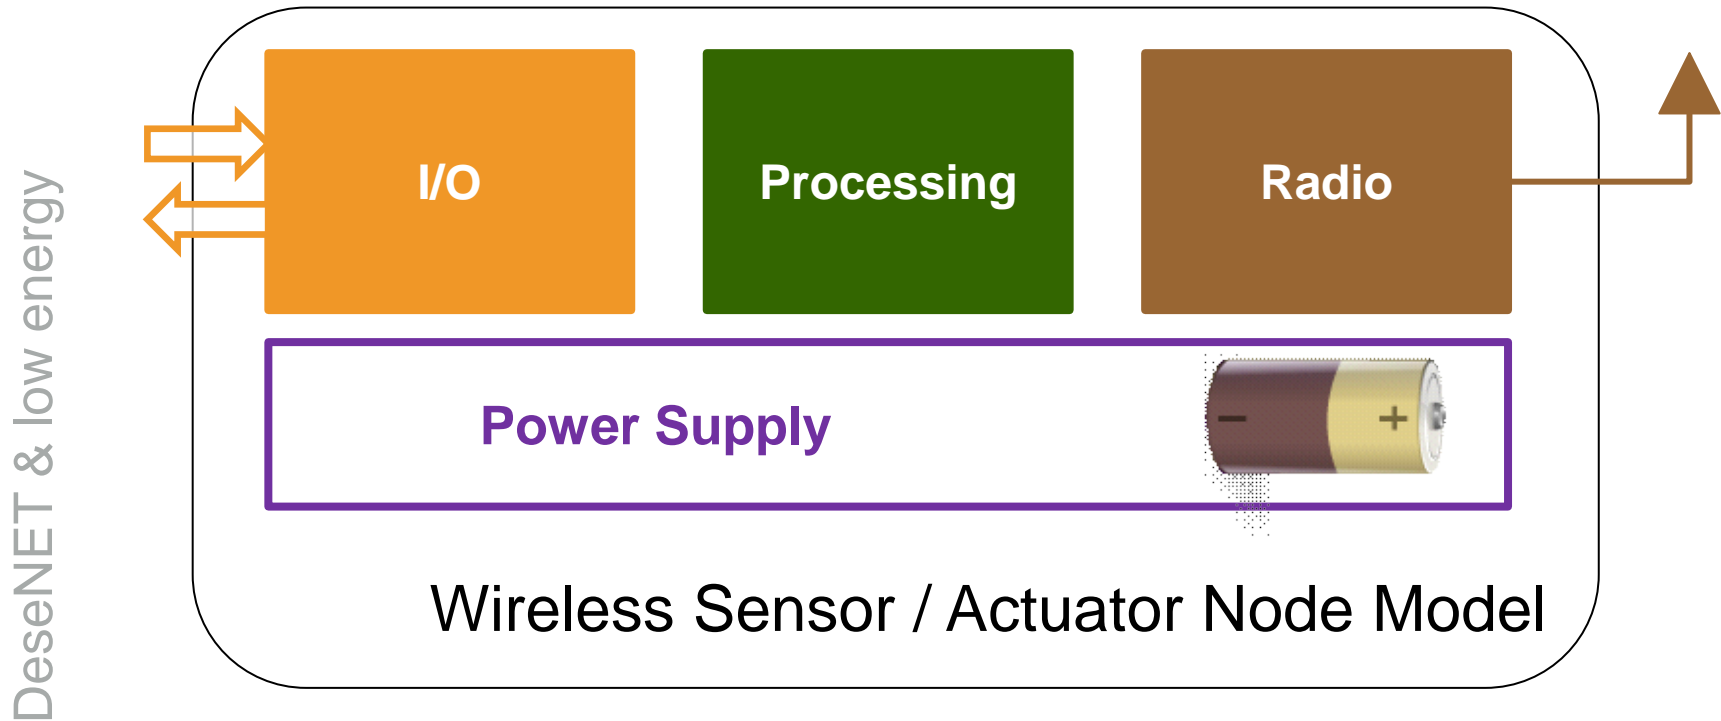 DeseNET & low energy
I/O
Processing
Radio
Power Supply
− +
Wireless Sensor / Actuator Node Model